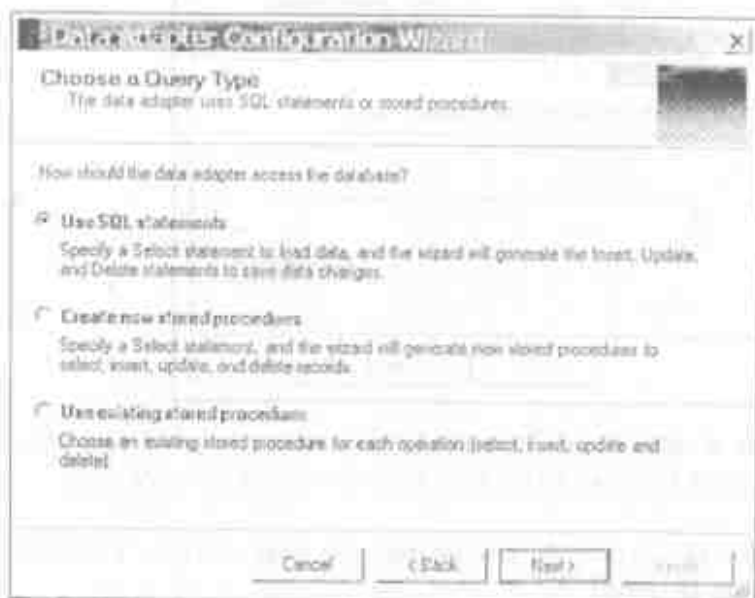 Data Adapter Configuration Wizard
Choose a Query Type
The data adapter uses SQL statements or stored procedures.
How should the data adapter access the database?
Use SQL statements
Specify a Select statement to load data, and the wizard will generate the Insert, Update,
and Delete statements to save data changes.
Create new stored procedures
Specify a Select statement, and the wizard will generate new stored procedures to
select, insert, update, and delete records.
Use existing stored procedures
Choose an existing stored procedure for each operation (select, insert, update and
delete)
Cancel
< Back
Next >